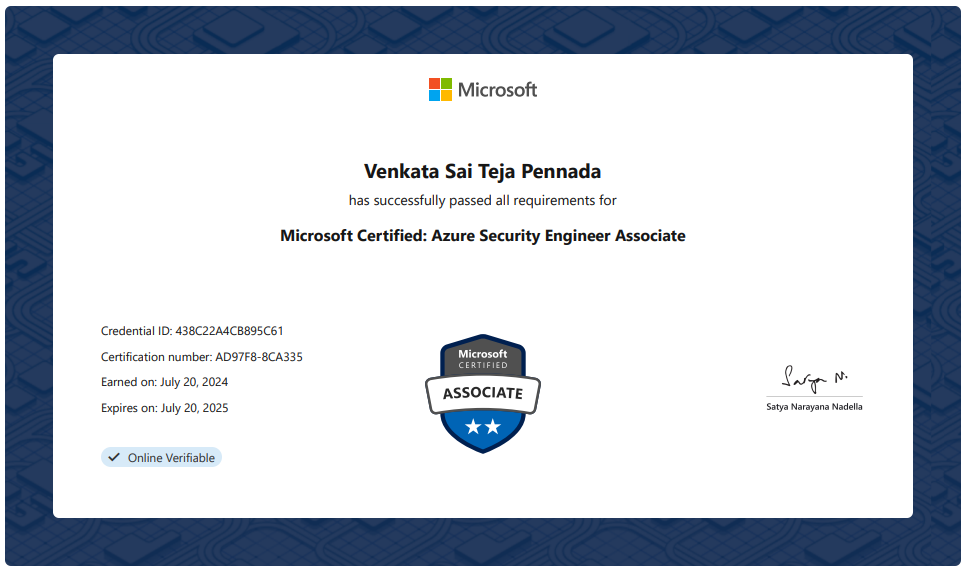 Microsoft
Venkata Sai Teja Pennada
has successfully passed all requirements for
Microsoft Certified: Azure Security Engineer Associate
Credential ID: 438C22A4CB895C61
Certification number: AD97F8-8CA335
Earned on: July 20, 2024
Expires on: July 20, 2025
Online Verifiable
Microsoft
CERTIFIED
ASSOCIATE
Satya N.
Satya Narayana Nadella